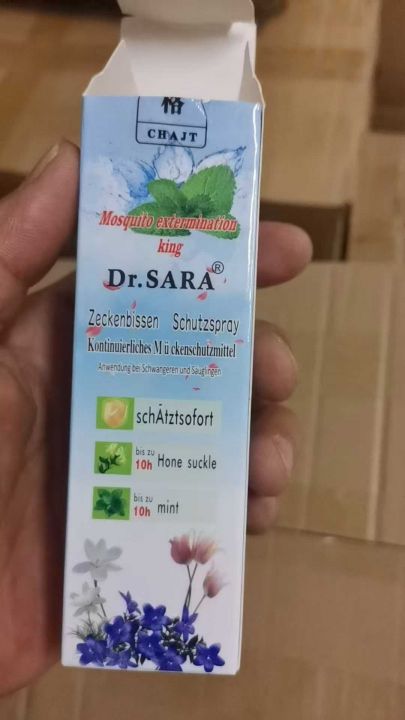 格
CHAJT
Mosquito extermination
king
Dr.SARA®
Zeckenbissen Schutzspray
Kontinuierliches M ü ckenschutzmittel
Anwendung bei Schwangeren und Säuglingen
schÄtztsofort
bis zu
10h Hone suckle
bis zu
10h mint